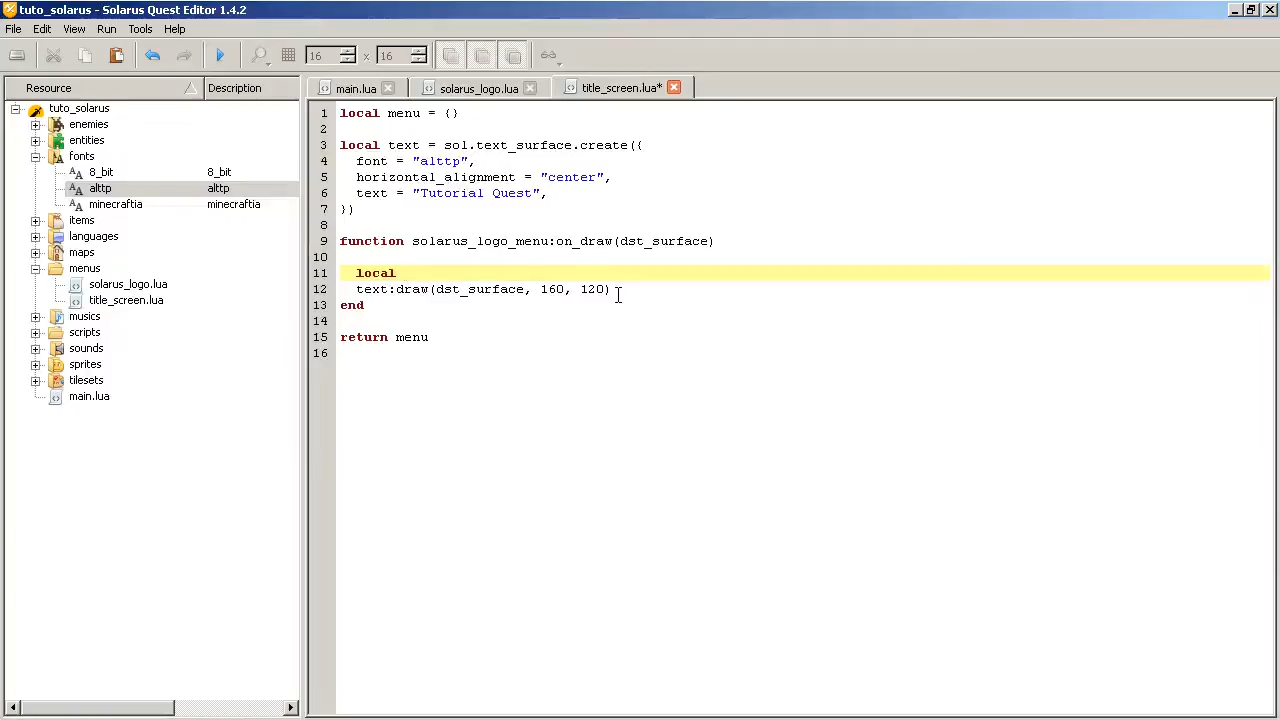 tuto_solarus - Solarus Quest Editor 1.4.2
File Edit View Run Tools Help
16 x 16
Resource Description
main.lua solarus_logo.lua title_screen.lua*
tuto_solarus
enemies
entities
fonts
8_bit 8_bit
alttp alttp
minecraftia minecraftia
items
languages
maps
menus
solarus_logo.lua
title_screen.lua
musics
scripts
sounds
sprites
tilesets
main.lua
1 local menu = {}
2
3 local text = sol.text_surface.create({
4 font = "alttp",
5 horizontal_alignment = "center",
6 text = "Tutorial Quest",
7 })
8
9 function solarus_logo_menu:on_draw(dst_surface)
10
11 local
12 text:draw(dst_surface, 160, 120)
13 end
14
15 return menu
16